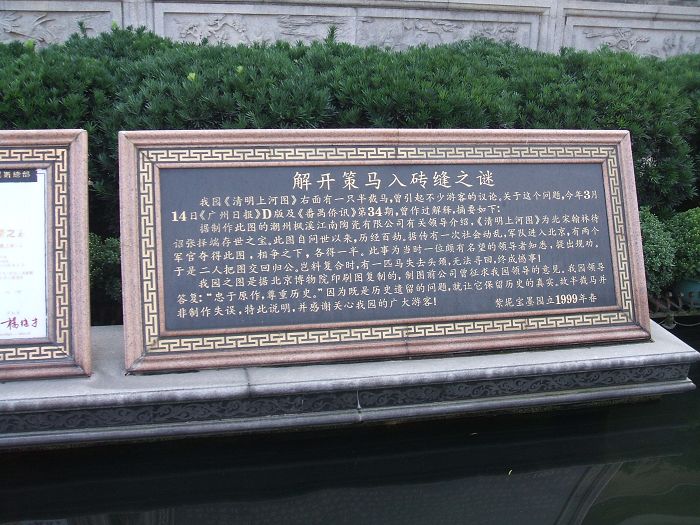 解开策马入砖缝之谜
我园《清明上河图》右面有一只半截马,曾引起不少游客的议论。关于这个问题,今年3月
14日《广州日报》D版及《番禺侨讯》第34期,曾作过解释,摘要如下:
据制作此图的潮州枫溪江南陶瓷有限公司有关领导介绍,《清明上河图》为北宋翰林待
诏张择端存世之宝。此图自问世以来,历经百劫。据传有一次社会动乱,军队进入北京,有两个
军官夺得此图,相争之下,各得一半。此事为当时一位颇有名望的领导者知悉,提出规功,
于是二人把图交回归公。岂料复合时,有一匹马失去头颈,无法寻回,终成憾事!
我园之图是据北京博物院印刷图复制的,制图前公司曾征求我园领导的意见。我园领导
答复:“忠于原作,尊重历史。”因为既是历史遗留的问题,就让它保留历史的真实。故半截马并
非制作失误,特此说明,并感谢关心我园的广大游客!
紫坭宝墨园立1999年春